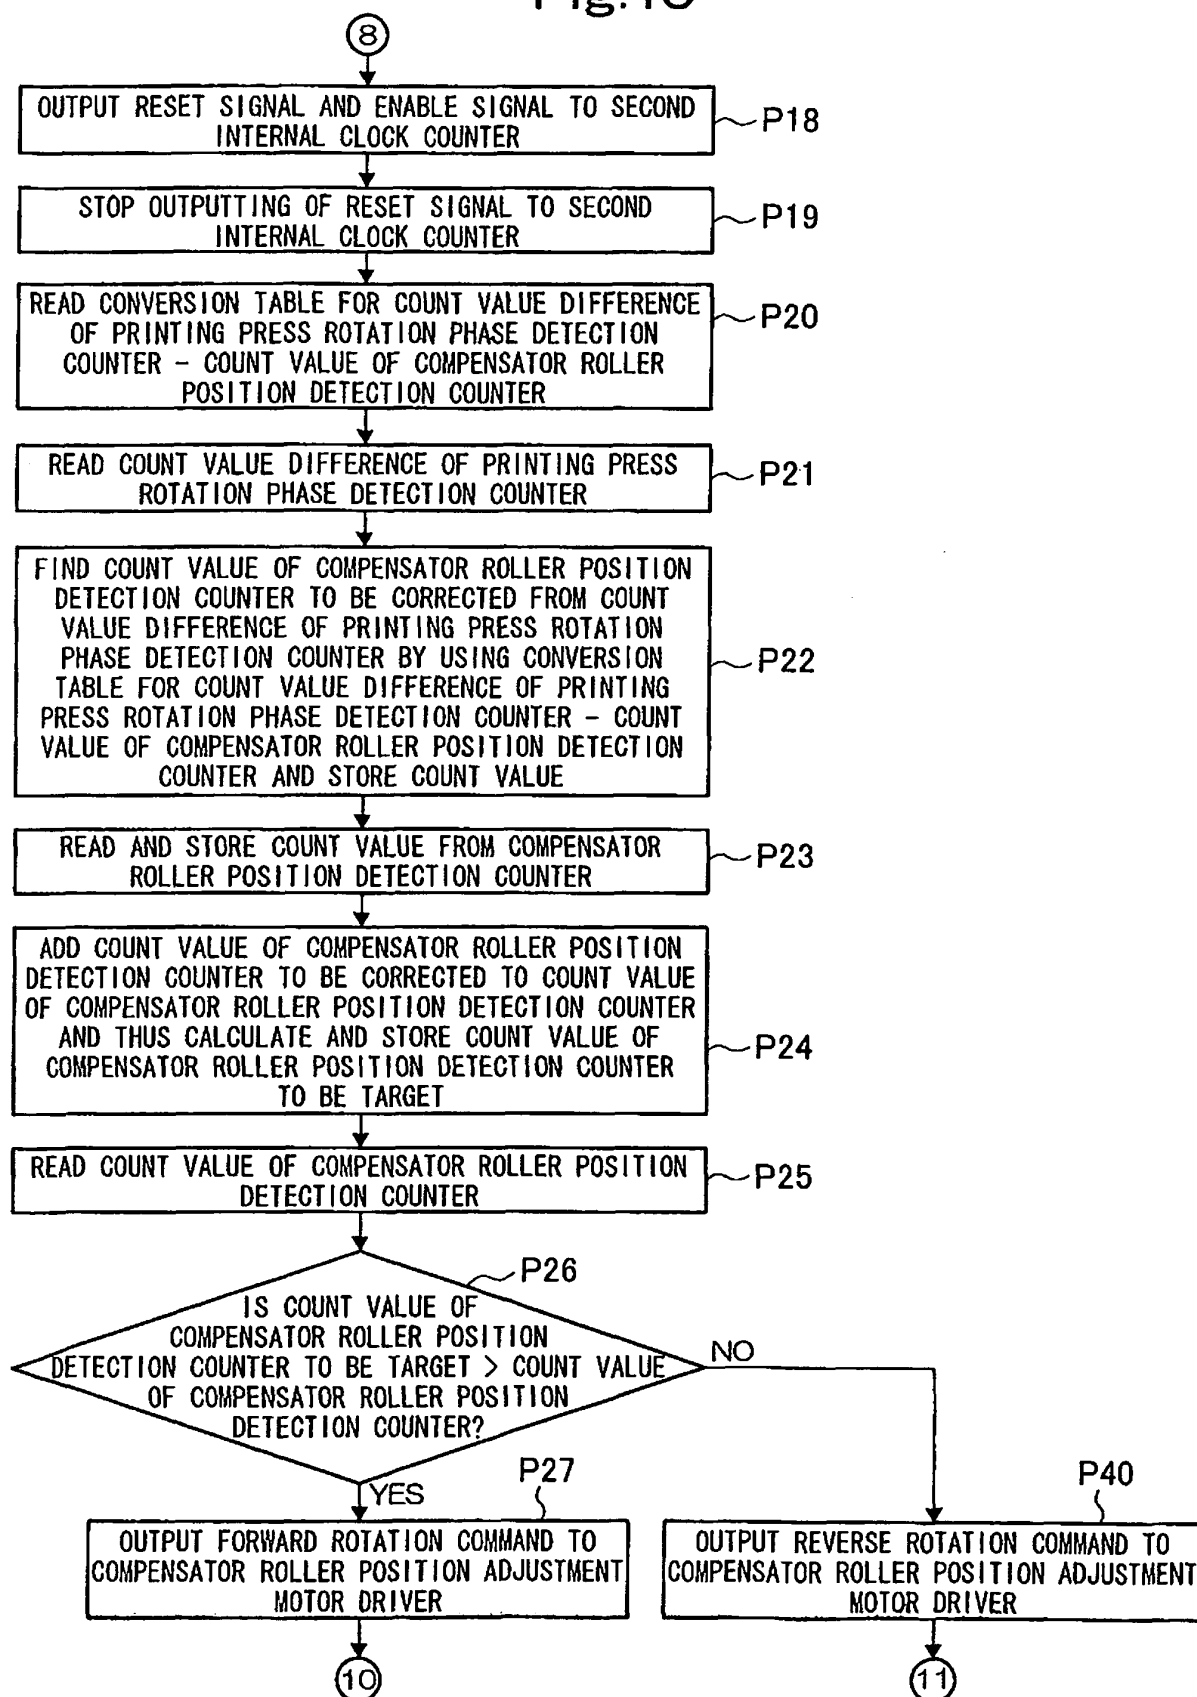 8
OUTPUT RESET SIGNAL AND ENABLE SIGNAL TO SECOND
INTERNAL CLOCK COUNTER
P18
STOP OUTPUTTING OF RESET SIGNAL TO SECOND
INTERNAL CLOCK COUNTER
P19
READ CONVERSION TABLE FOR COUNT VALUE DIFFERENCE
OF PRINTING PRESS ROTATION PHASE DETECTION
COUNTER - COUNT VALUE OF COMPENSATOR ROLLER
POSITION DETECTION COUNTER
P20
READ COUNT VALUE DIFFERENCE OF PRINTING PRESS
ROTATION PHASE DETECTION COUNTER
P21
FIND COUNT VALUE OF COMPENSATOR ROLLER POSITION
DETECTION COUNTER TO BE CORRECTED FROM COUNT
VALUE DIFFERENCE OF PRINTING PRESS ROTATION
PHASE DETECTION COUNTER BY USING CONVERSION
TABLE FOR COUNT VALUE DIFFERENCE OF PRINTING
PRESS ROTATION PHASE DETECTION COUNTER - COUNT
VALUE OF COMPENSATOR ROLLER POSITION DETECTION
COUNTER AND STORE COUNT VALUE
P22
READ AND STORE COUNT VALUE FROM COMPENSATOR
ROLLER POSITION DETECTION COUNTER
P23
ADD COUNT VALUE OF COMPENSATOR ROLLER POSITION
DETECTION COUNTER TO BE CORRECTED TO COUNT VALUE
OF COMPENSATOR ROLLER POSITION DETECTION COUNTER
AND THUS CALCULATE AND STORE COUNT VALUE OF
COMPENSATOR ROLLER POSITION DETECTION COUNTER
TO BE TARGET
P24
READ COUNT VALUE OF COMPENSATOR ROLLER POSITION
DETECTION COUNTER
P25
P26
IS COUNT VALUE OF
COMPENSATOR ROLLER POSITION
DETECTION COUNTER TO BE TARGET > COUNT VALUE
OF COMPENSATOR ROLLER POSITION
DETECTION COUNTER?
NO
YES
P27
OUTPUT FORWARD ROTATION COMMAND TO
COMPENSATOR ROLLER POSITION ADJUSTMENT
MOTOR DRIVER
P40
OUTPUT REVERSE ROTATION COMMAND TO
COMPENSATOR ROLLER POSITION ADJUSTMENT
MOTOR DRIVER
10
11